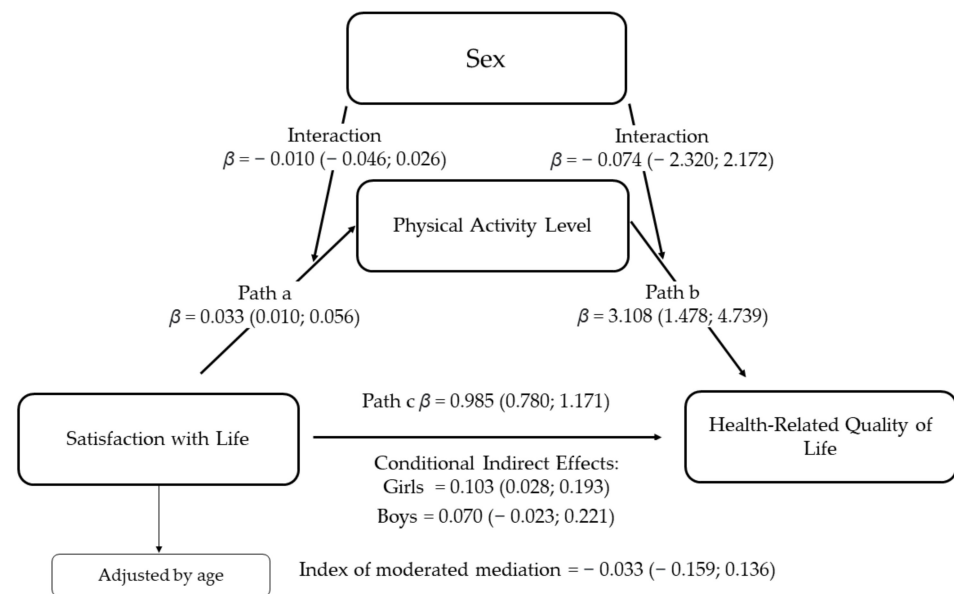 Sex
Interaction
β = − 0.010 (− 0.046; 0.026)
Interaction
β = − 0.074 (− 2.320; 2.172)
Physical Activity Level
Path a
β = 0.033 (0.010; 0.056)
Path b
β = 3.108 (1.478; 4.739)
Path c β = 0.985 (0.780; 1.171)
Satisfaction with Life
Health-Related Quality of
Life
Conditional Indirect Effects:
Girls = 0.103 (0.028; 0.193)
Boys = 0.070 (− 0.023; 0.221)
Adjusted by age
Index of moderated mediation = − 0.033 (− 0.159; 0.136)